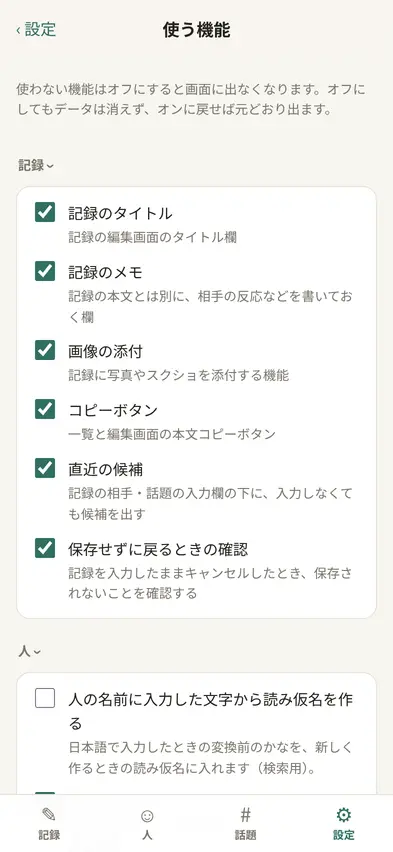 ‹ 設定
使う機能
使わない機能はオフにすると画面に出なくなります。オフに
してもデータは消えず、オンに戻せば元どおり出ます。
記録
記録のタイトル
記録の編集画面のタイトル欄
記録のメモ
記録の本文とは別に、相手の反応などを書いてお
く欄
画像の添付
記録に写真やスクショを添付する機能
コピーボタン
一覧と編集画面の本文コピーボタン
直近の候補
記録の相手・話題の入力欄の下に、入力しなくて
も候補を出す
保存せずに戻るときの確認
記録を入力したままキャンセルしたとき、保存さ
れないことを確認する
人
人の名前に入力した文字から読み仮名を作
る
日本語で入力したときの変換前のかなを、新しく
作るときの読み仮名に入れます（検索用）。
記録
人
#
話題
設定